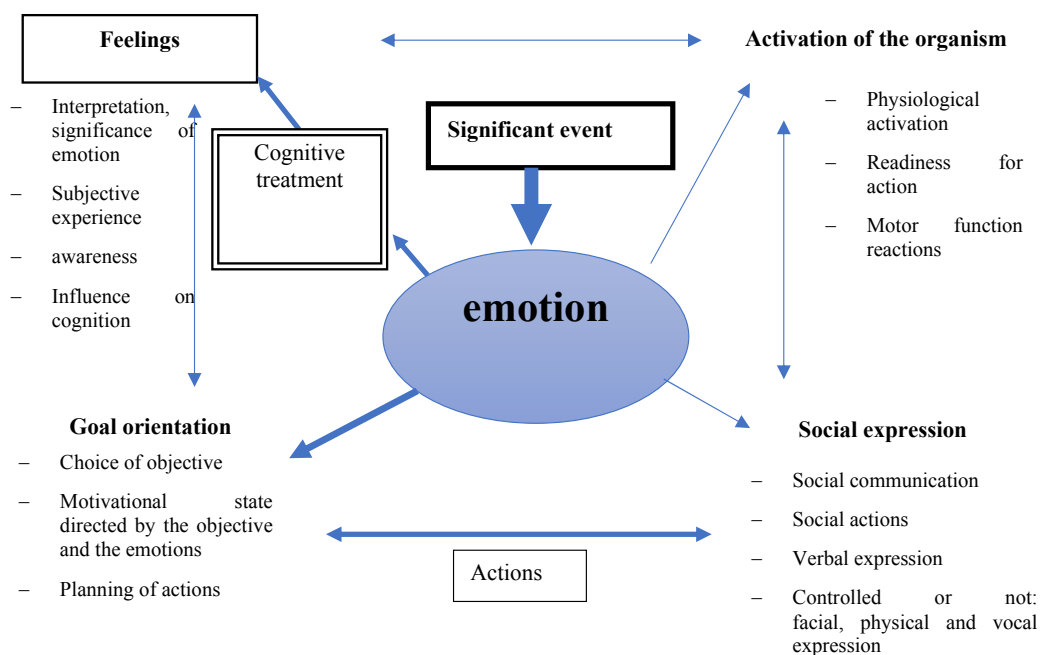 Feelings
– Interpretation,
significance of
emotion
– Subjective
experience
– awareness
– Influence on
cognition
Cognitive
treatment
Significant event
Activation of the organism
– Physiological
activation
– Readiness for
action
– Motor function
reactions
emotion
Goal orientation
– Choice of objective
– Motivational state
directed by the objective
and the emotions
– Planning of actions
Actions
Social expression
– Social communication
– Social actions
– Verbal expression
– Controlled or not:
facial, physical and vocal
expression